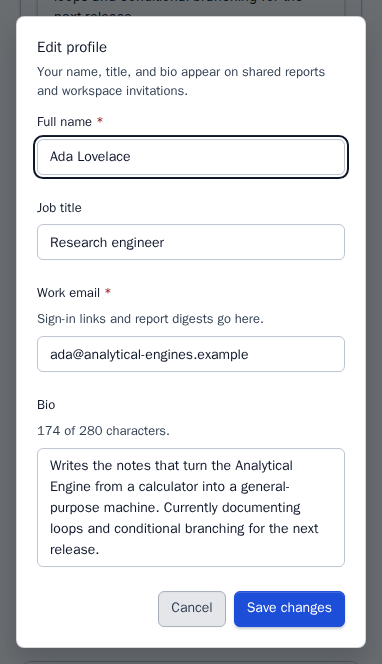 Edit profile
Your name, title, and bio appear on shared reports
and workspace invitations.
Full name *
Ada Lovelace
Job title
Research engineer
Work email *
Sign-in links and report digests go here.
ada@analytical-engines.example
Bio
174 of 280 characters.
Writes the notes that turn the Analytical
Engine from a calculator into a general-
purpose machine. Currently documenting
loops and conditional branching for the next
release.
Cancel
Save changes